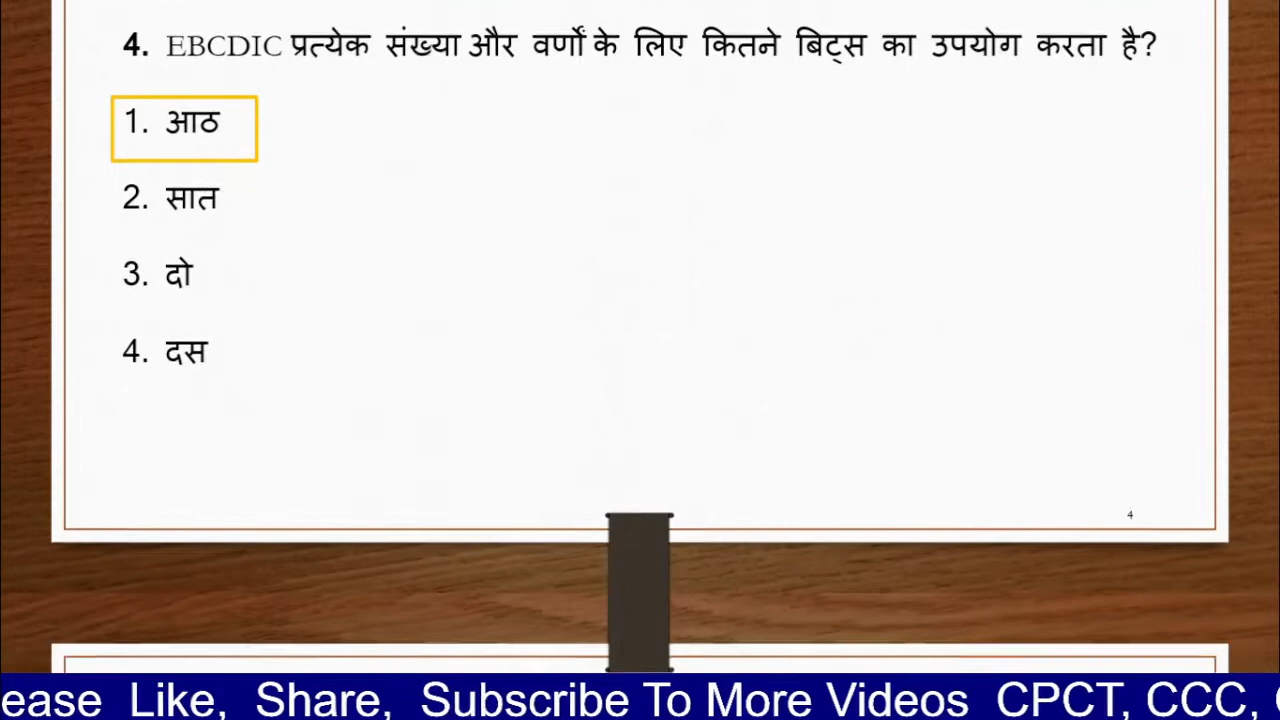 4. EBCDIC प्रत्येक संख्या और वर्णों के लिए कितने बिट्स का उपयोग करता है?
1. आठ
2. सात
3. दो
4. दस
4
ease Like, Share, Subscribe To More Videos CPCT, CCC,